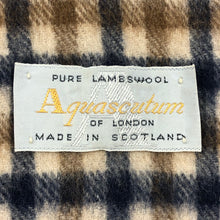 PURE LAMBSWOOL
Aquascutum
OF LONDON
MADE IN SCOTLAND